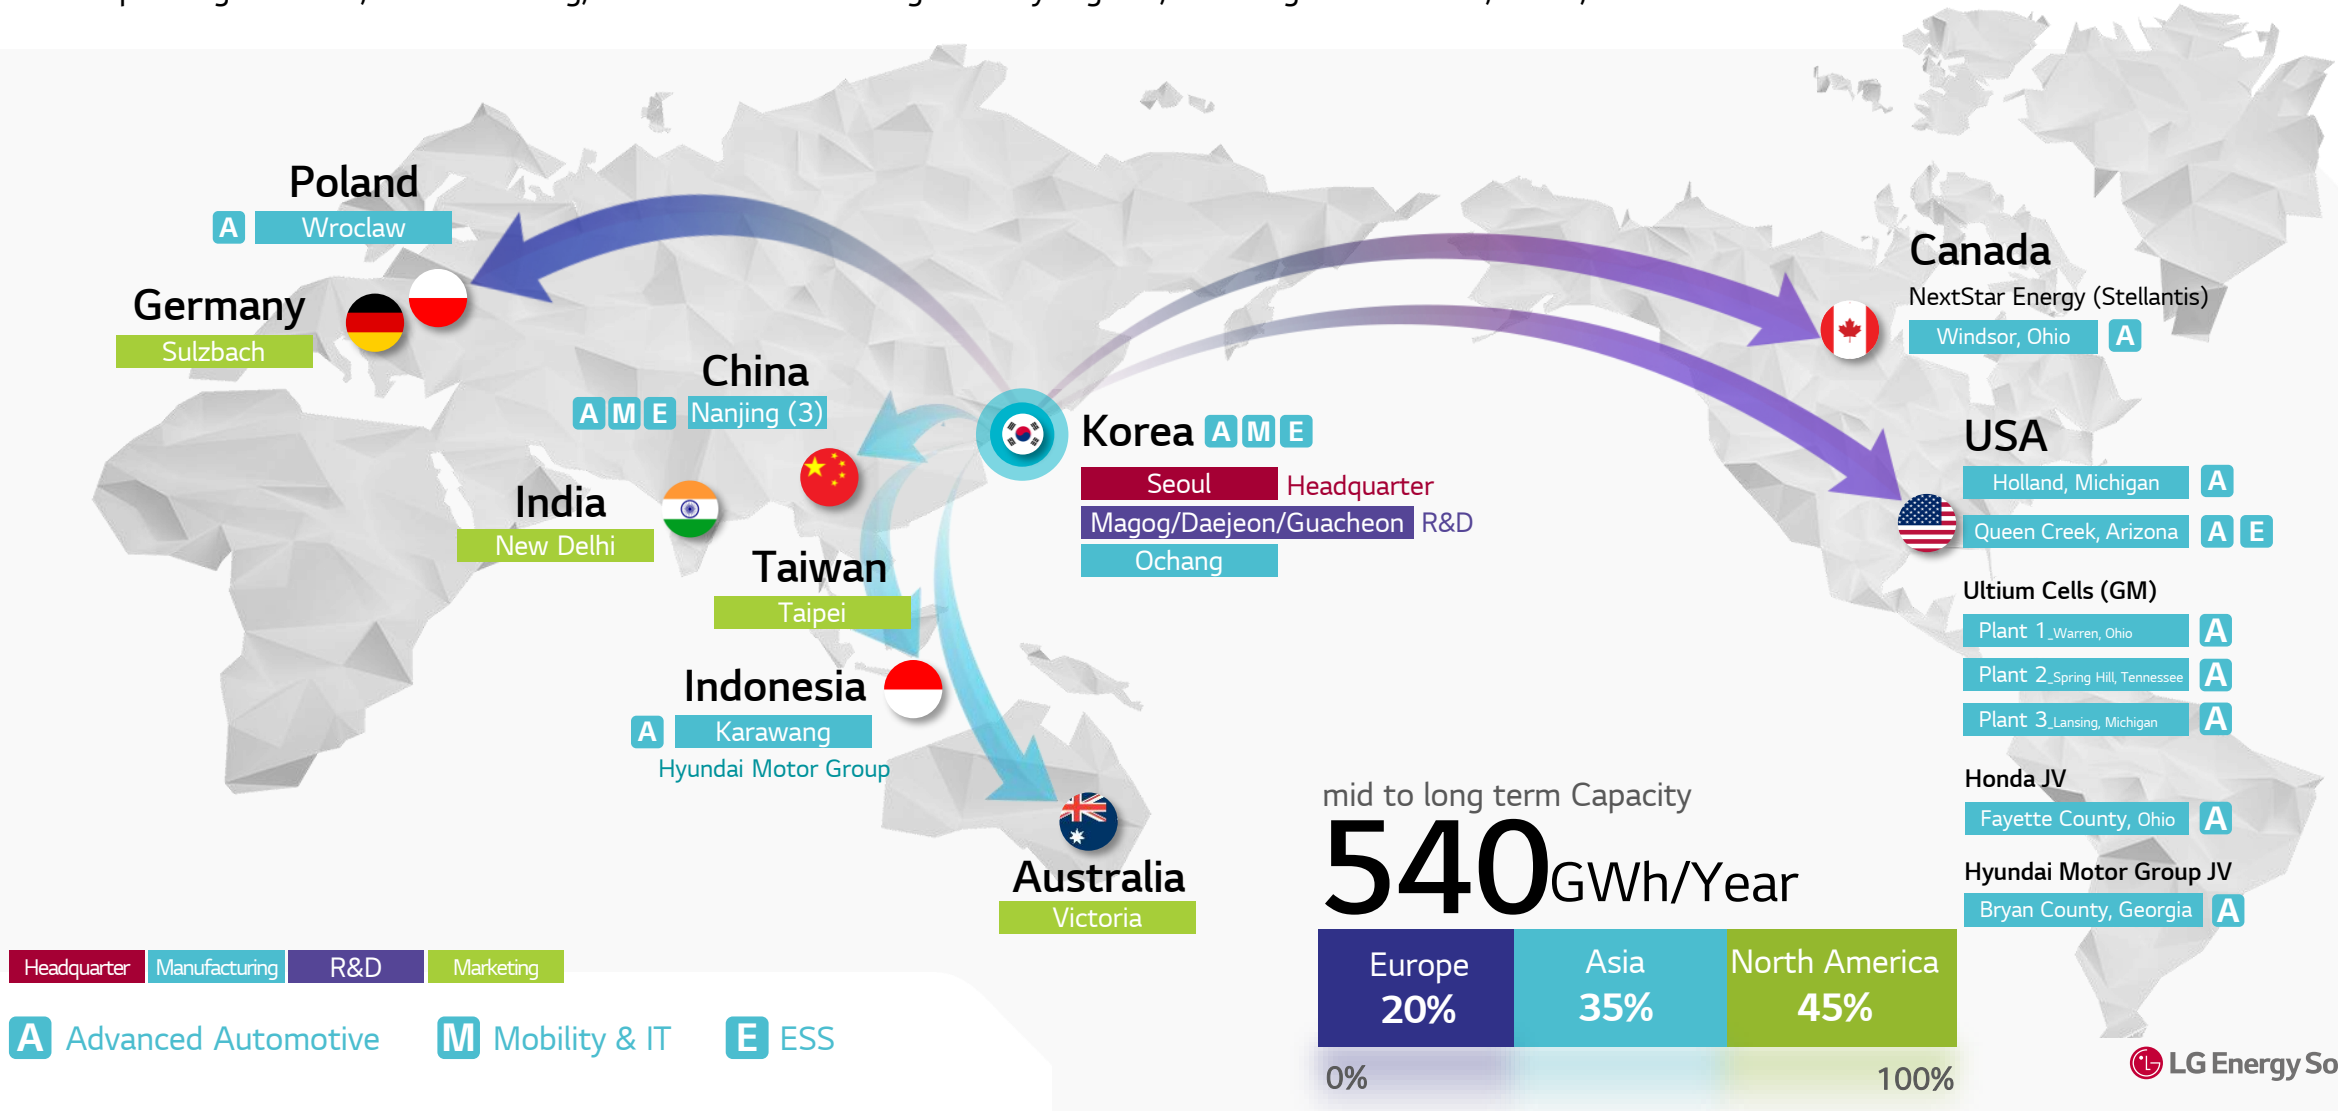 Poland
A Wroclaw
Germany
Sulzbach
China
A M E Nanjing (3)
India
New Delhi
Taiwan
Taipei
Indonesia
A Karawang
Hyundai Motor Group
Australia
Victoria
Korea A M E
Seoul Headquarter
Magog/Daejeon/Guacheon R&D
Ochang
Canada
NextStar Energy (Stellantis)
Windsor, Ohio A
USA
Holland, Michigan A
Queen Creek, Arizona A E
Ultium Cells (GM)
Plant 1_Warren, Ohio A
Plant 2_Spring Hill, Tennessee A
Plant 3_Lansing, Michigan A
Honda JV
Fayette County, Ohio A
Hyundai Motor Group JV
Bryan County, Georgia A
mid to long term Capacity
540GWh/Year
Europe Asia North America
20% 35% 45%
0% 100%
Headquarter Manufacturing R&D Marketing
A Advanced Automotive M Mobility & IT E ESS
LG Energy So